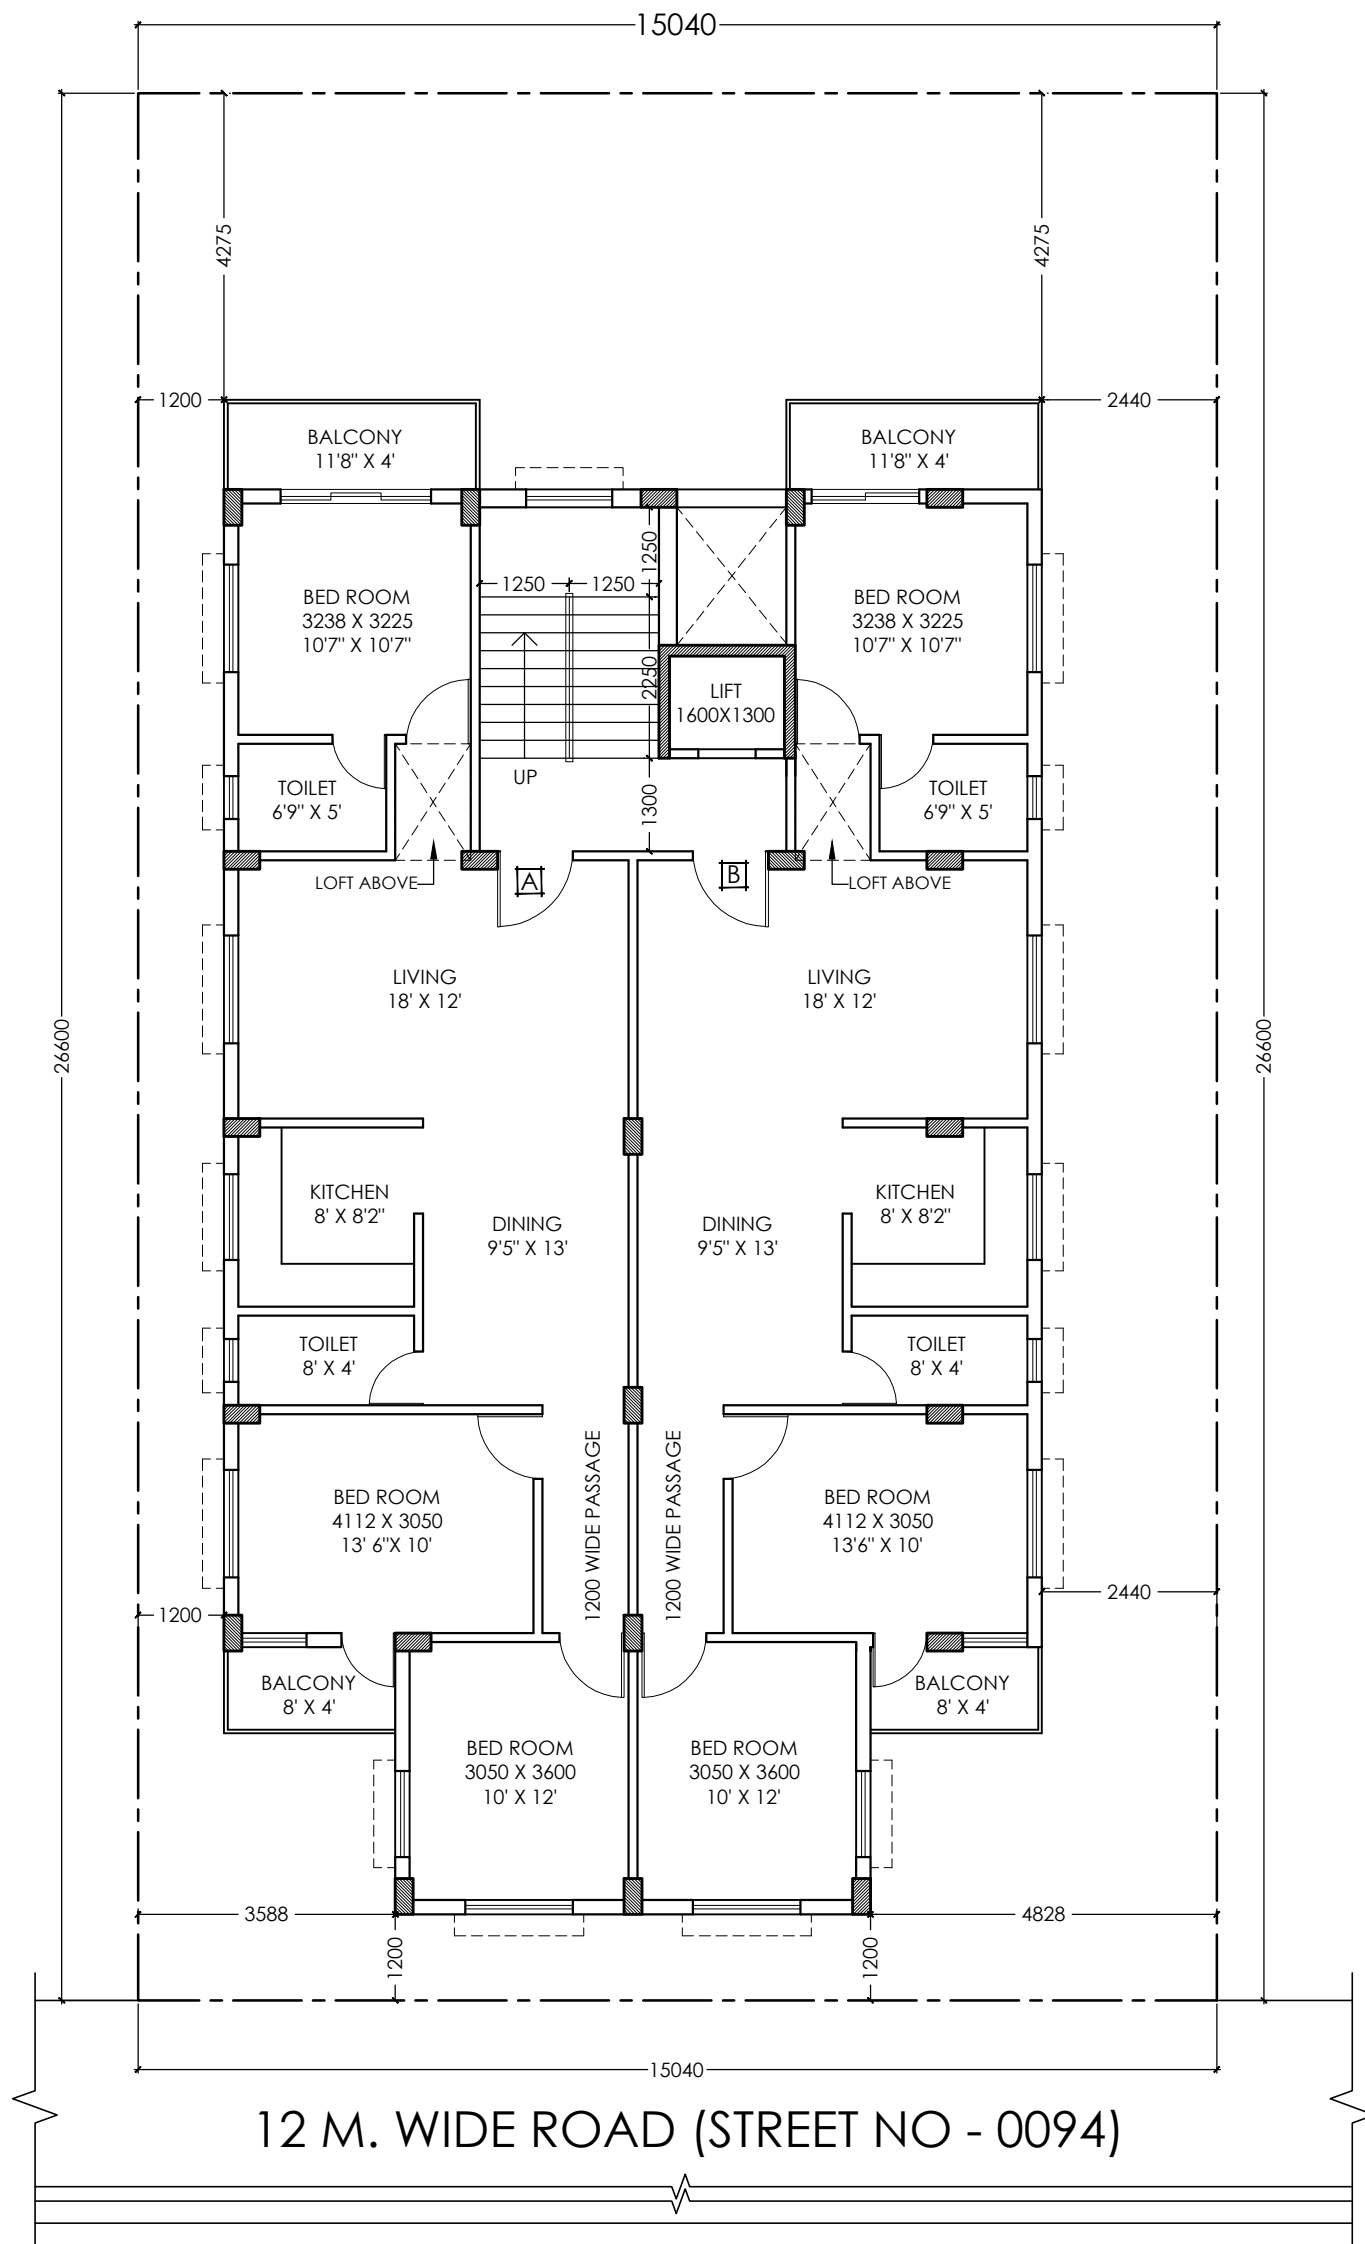 15040
4275
4275
1200
2440
BALCONY
11'8" X 4'
BALCONY
11'8" X 4'
1250
1250
1250
BED ROOM
3238 X 3225
10'7" X 10'7"
BED ROOM
3238 X 3225
10'7" X 10'7"
2250
LIFT
1600X1300
UP
TOILET
6'9" X 5'
1300
TOILET
6'9" X 5'
LOFT ABOVE
A
B
LOFT ABOVE
LIVING
18' X 12'
LIVING
18' X 12'
26600
26600
KITCHEN
8' X 8'2"
DINING
9'5" X 13'
DINING
9'5" X 13'
KITCHEN
8' X 8'2"
TOILET
8' X 4'
TOILET
8' X 4'
BED ROOM
4112 X 3050
13' 6"X 10'
1200 WIDE PASSAGE
1200 WIDE PASSAGE
BED ROOM
4112 X 3050
13'6" X 10'
1200
2440
BALCONY
8' X 4'
BALCONY
8' X 4'
BED ROOM
3050 X 3600
10' X 12'
BED ROOM
3050 X 3600
10' X 12'
3588
4828
1200
1200
15040
12 M. WIDE ROAD (STREET NO - 0094)